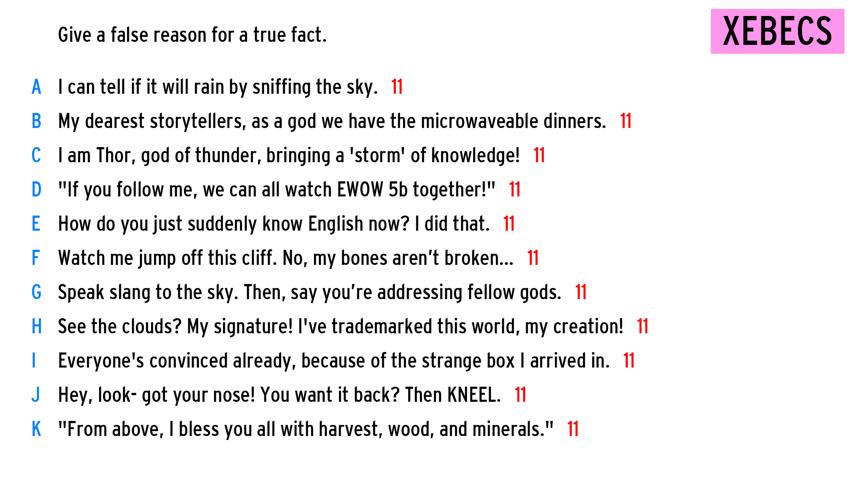 Give a false reason for a true fact.
XEBECS
A I can tell if it will rain by sniffing the sky. 11
B My dearest storytellers, as a god we have the microwaveable dinners. 11
C I am Thor, god of thunder, bringing a 'storm' of knowledge! 11
D "If you follow me, we can all watch EWOW 5b together!" 11
E How do you just suddenly know English now? I did that. 11
F Watch me jump off this cliff. No, my bones aren’t broken... 11
G Speak slang to the sky. Then, say you’re addressing fellow gods. 11
H See the clouds? My signature! I've trademarked this world, my creation! 11
I Everyone's convinced already, because of the strange box I arrived in. 11
J Hey, look- got your nose! You want it back? Then KNEEL. 11
K "From above, I bless you all with harvest, wood, and minerals." 11